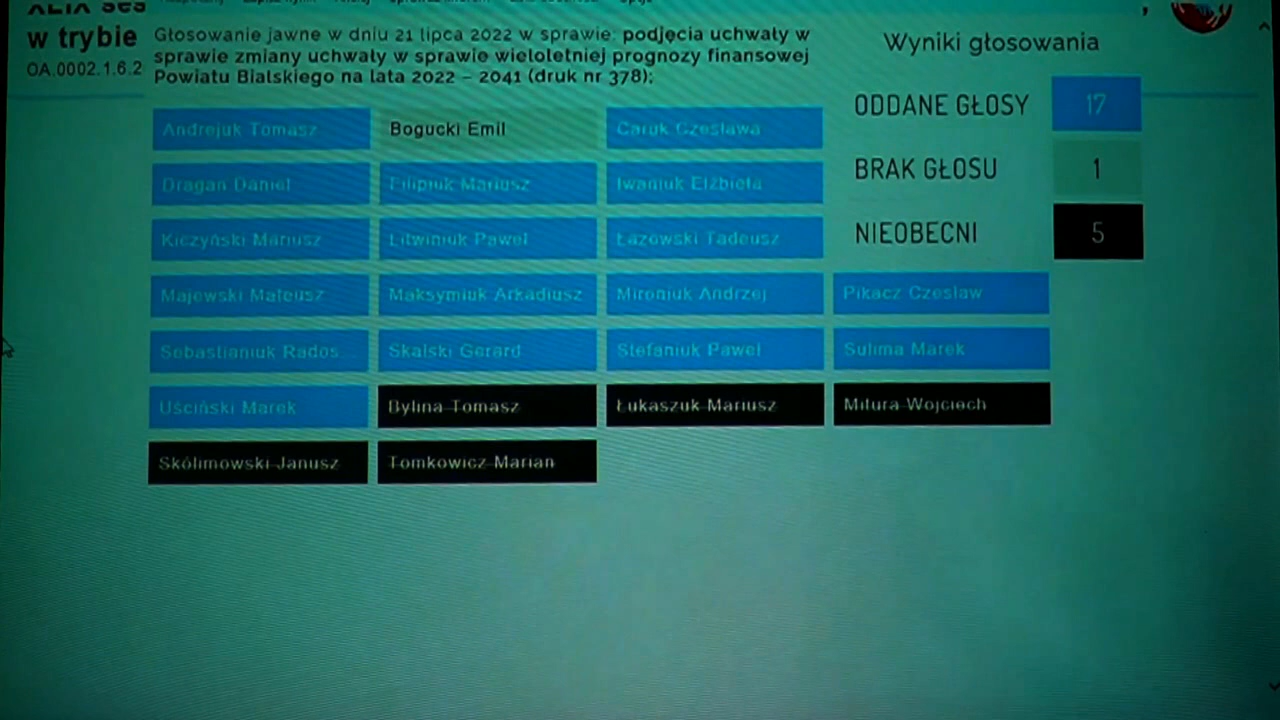 w trybie
OA.0002.1.6.2
Głosowanie jawne w dniu 21 lipca 2022 w sprawie: podjęcia uchwały w
sprawie zmiany uchwały w sprawie wieloletniej prognozy finansowej
Powiatu Bialskiego na lata 2022 – 2041 (druk nr 378);
Wyniki głosowania
ODDANE GŁOSY 17
BRAK GŁOSU 1
NIEOBECNI 5
Andrejuk Tomasz Bogucki Emil Caruk Czesława
Dragan Daniel Filipiuk Mariusz Iwaniuk Elżbieta
Kiczyński Mariusz Litwiniuk Paweł Łazowski Tadeusz
Majewski Mateusz Maksymiuk Arkadiusz Mironiuk Andrzej Pikacz Czesław
Sebastianiuk Rados... Skalski Gerard Stefaniuk Paweł Sulima Marek
Uściński Marek Bylina Tomasz Łukaszuk Mariusz Mitura Wojciech
Skólimowski Janusz Tomkowicz Marian